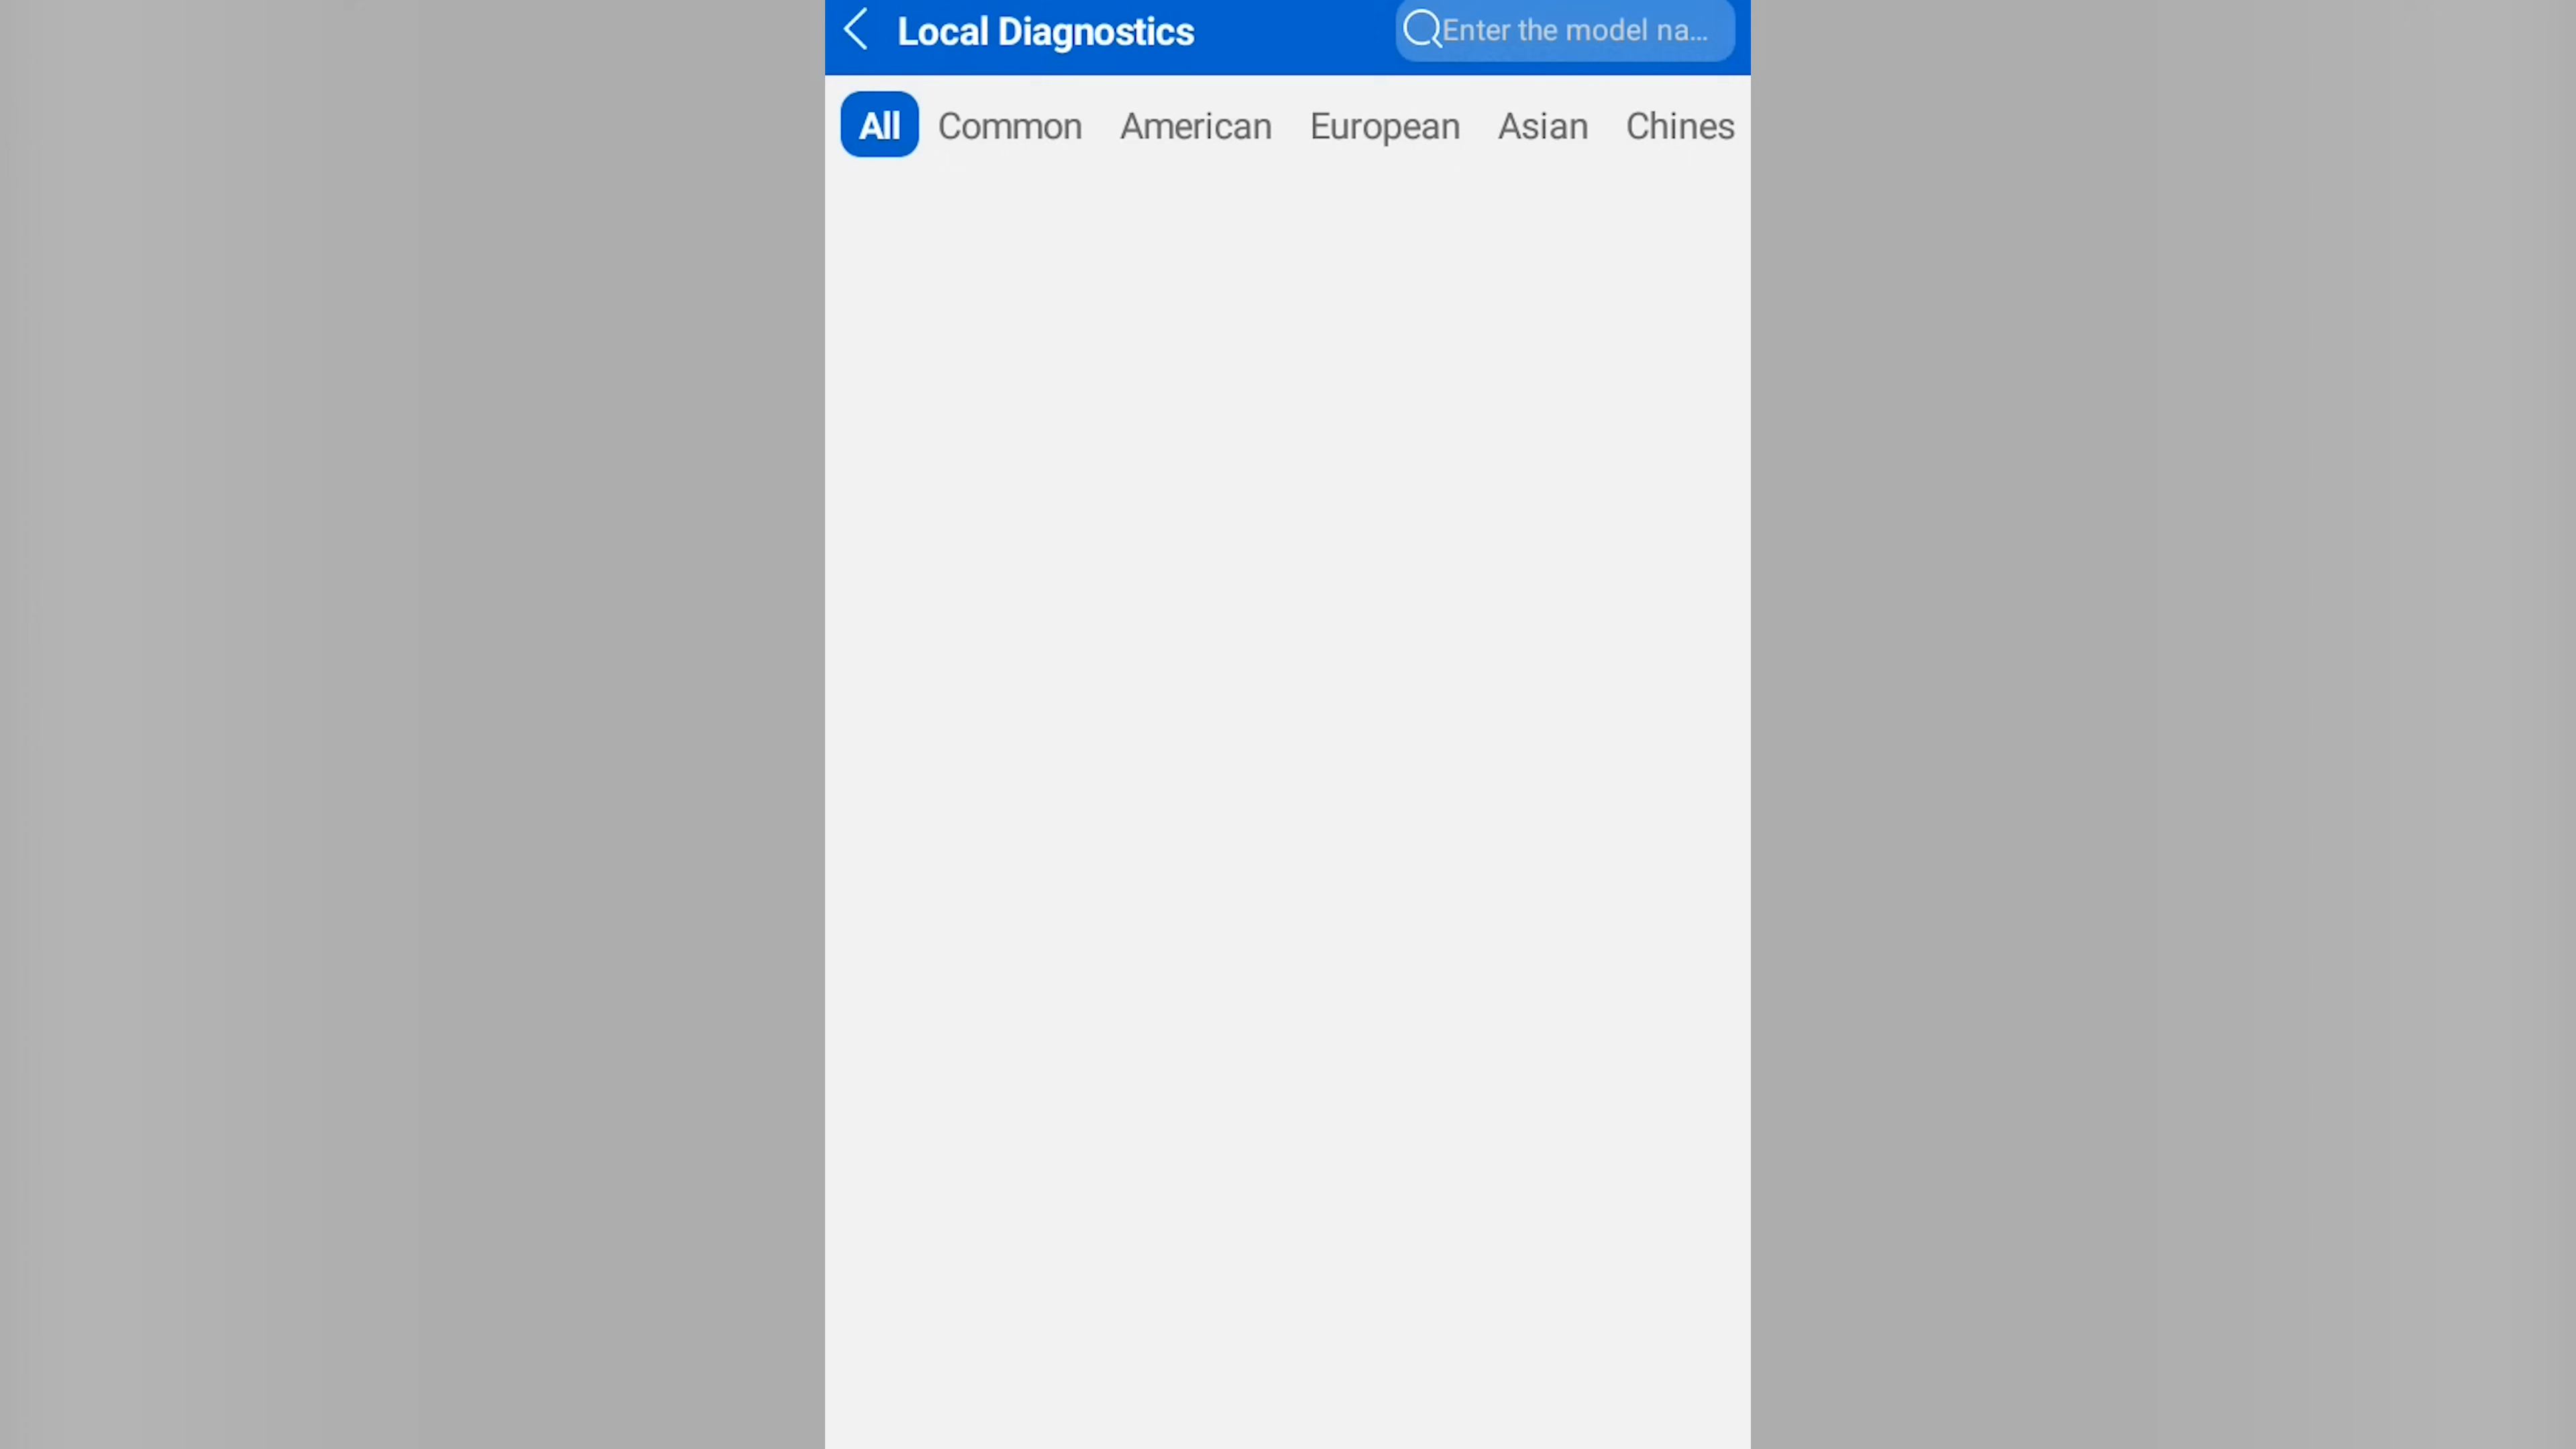 Local Diagnostics
Enter the model na...
All Common American European Asian Chines